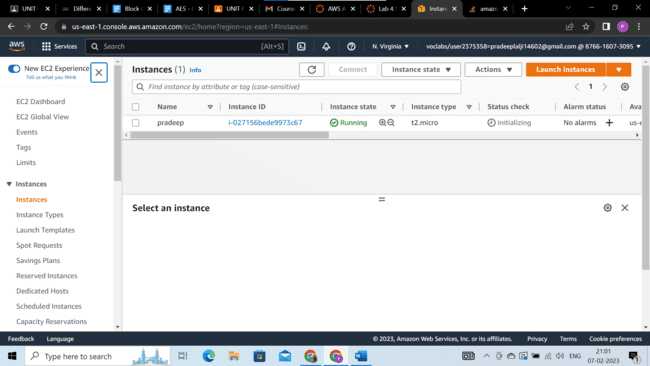 UNIT-
Differe
Block c
AES -
UNIT I
Cours
AWS A
Lab 4
Instan
amazo
us-east-1.console.aws.amazon.com/ec2/home?region=us-east-1#Instances:
aws
Services
Search
[Alt+S]
N. Virginia
voclabs/user2375358=pradeeplalji14602@gmail.com @ 8766-1607-3095
New EC2 Experience
Tell us what you think
EC2 Dashboard
EC2 Global View
Events
Tags
Limits
Instances
Instances
Instance Types
Launch Templates
Spot Requests
Savings Plans
Reserved Instances
Dedicated Hosts
Scheduled Instances
Capacity Reservations
Instances (1) Info
Connect
Instance state
Actions
Launch instances
Find instance by attribute or tag (case-sensitive)
1
Name
Instance ID
Instance state
Instance type
Status check
Alarm status
Ava
pradeep
i-027156bede9973c67
Running
t2.micro
Initializing
No alarms
us-e
Select an instance
Feedback
Language
© 2023, Amazon Web Services, Inc. or its affiliates.
Privacy
Terms
Cookie preferences
Type here to search
ENG
21:01
07-02-2023